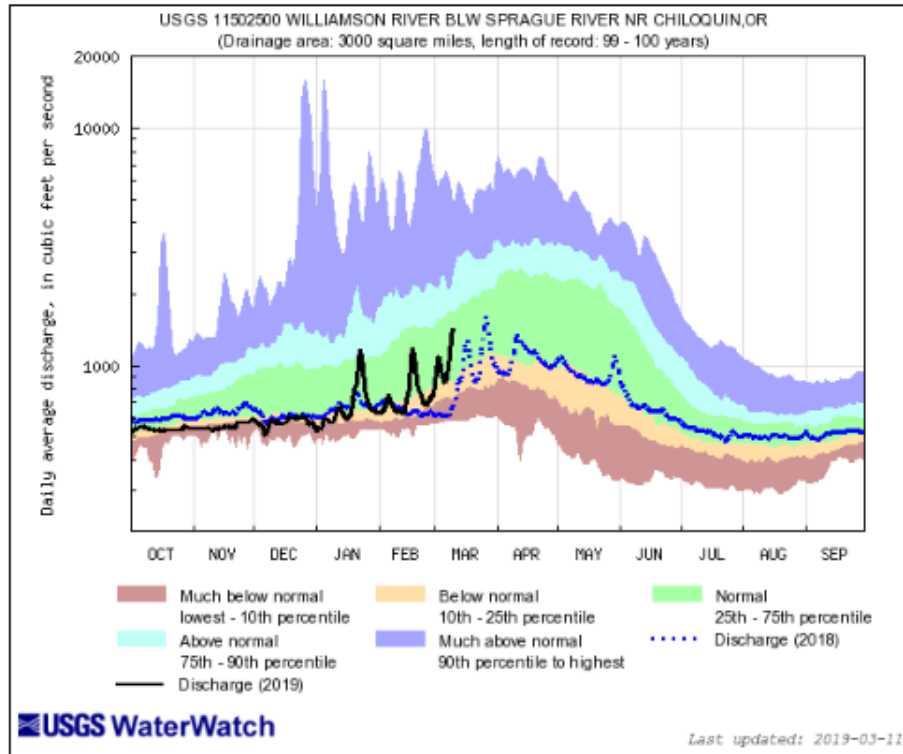 USGS 11502500 WILLIAMSON RIVER BLW SPRAGUE RIVER NR CHILOQUIN,OR
(Drainage area: 3000 square miles, length of record: 99 - 100 years)
20000
10000
1000
Daily average discharge, in cubic feet per second
OCT NOV DEC JAN FEB MAR APR MAY JUN JUL AUG SEP
Much below normal
lowest - 10th percentile
Below normal
10th - 25th percentile
Normal
25th - 75th percentile
Above normal
75th - 90th percentile
Much above normal
90th percentile to highest
Discharge (2018)
Discharge (2019)
USGS WaterWatch
Last updated: 2019-03-11